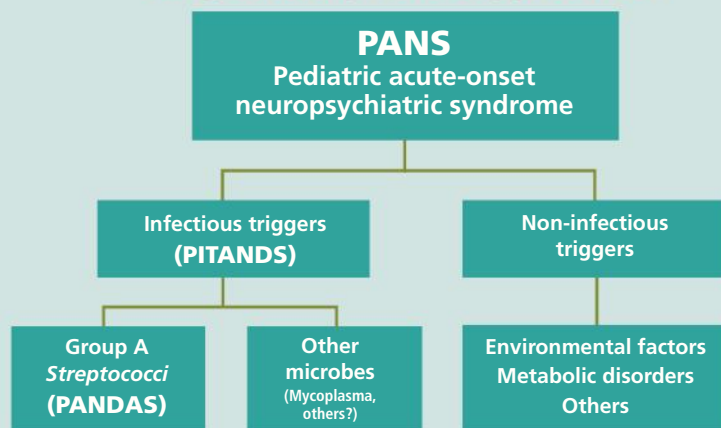 PANS
Pediatric acute-onset
neuropsychiatric syndrome
Infectious triggers
(PITANDS)
Non-infectious
triggers
Group A
Streptococci
(PANDAS)
Other
microbes
(Mycoplasma,
others?)
Environmental factors
Metabolic disorders
Others